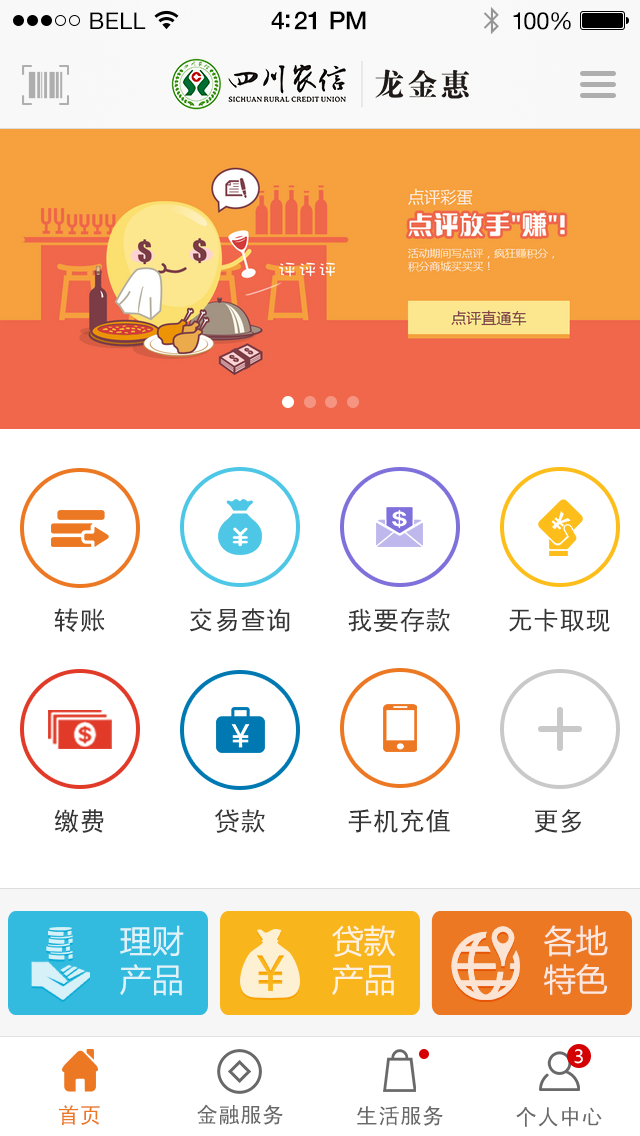 BELL 4:21 PM 100%
四川农信 龙金惠
SICHUAN RURAL CREDIT UNION
点评彩蛋
点评放手"赚"!
活动期间写点评，疯狂赚积分，
积分商城买买买！
评评评
点评直通车
转账 交易查询 我要存款 无卡取现
缴费 贷款 手机充值 更多
理财 贷款 各地
产品 产品 特色
3
首页 金融服务 生活服务 个人中心